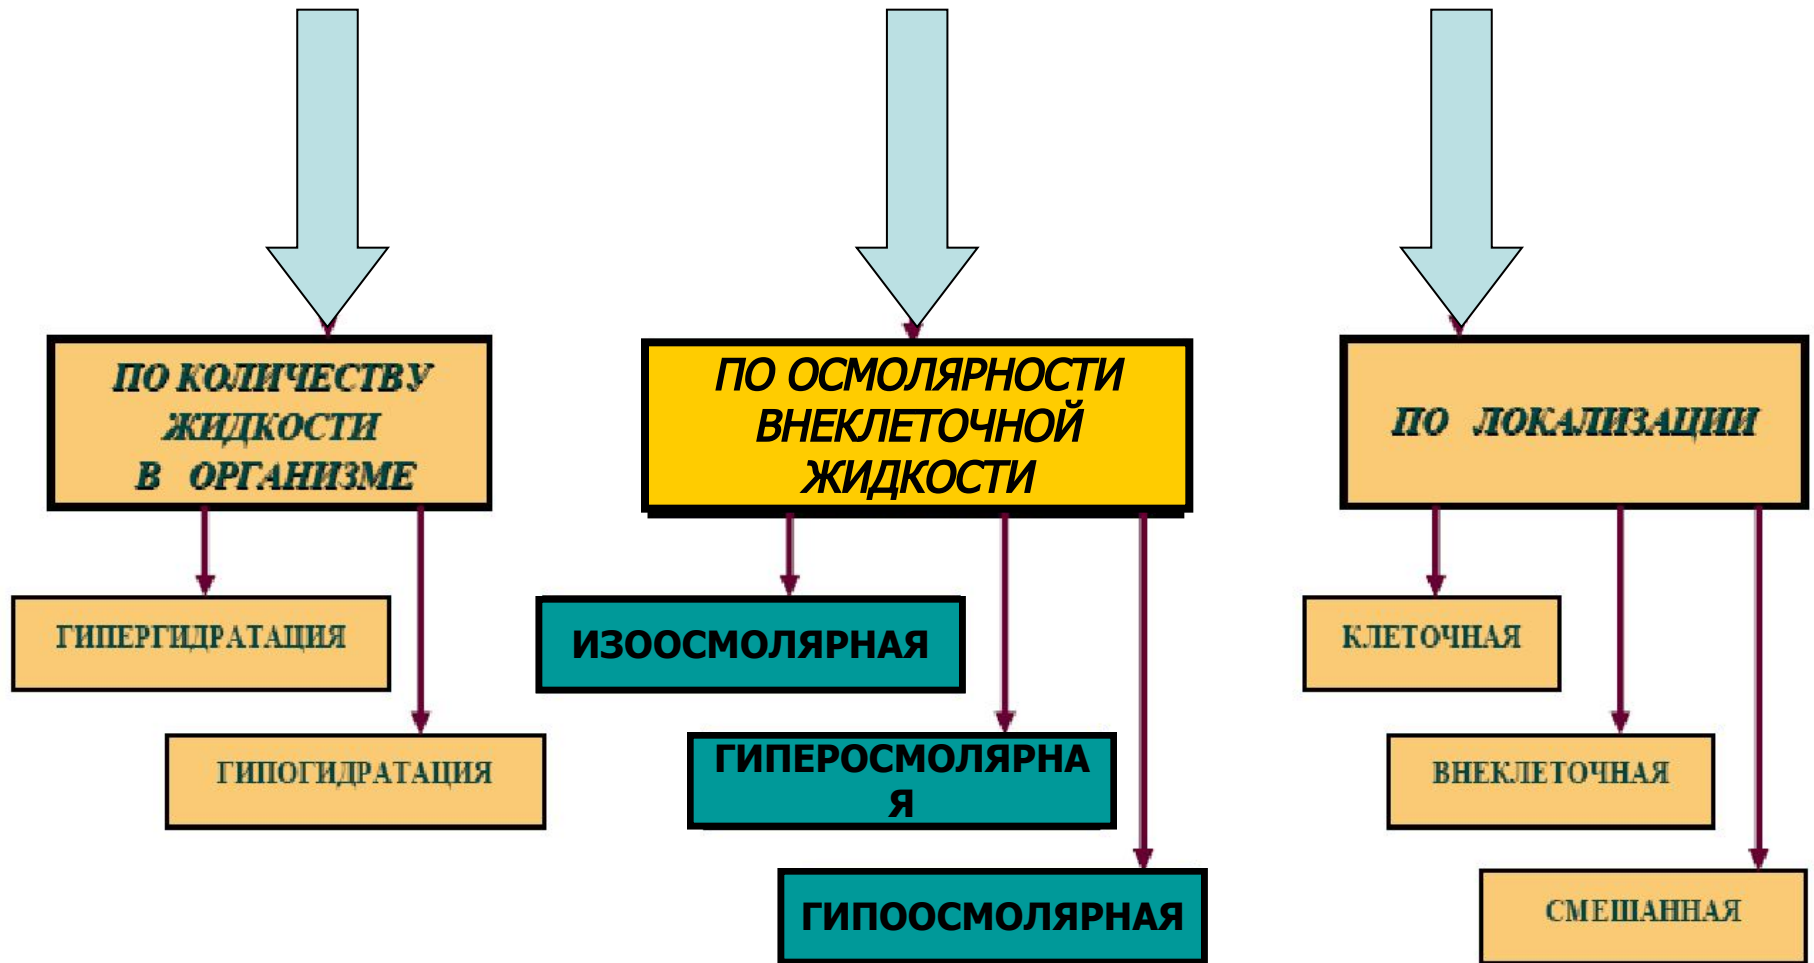 ПО КОЛИЧЕСТВУ
ЖИДКОСТИ
В ОРГАНИЗМЕ
ГИПЕРГИДРАТАЦИЯ
ГИПОГИДРАТАЦИЯ
ПО ОСМОЛЯРНОСТИ
ВНЕКЛЕТОЧНОЙ
ЖИДКОСТИ
ИЗООСМОЛЯРНАЯ
ГИПЕРОСМОЛЯРНА
Я
ГИПООСМОЛЯРНАЯ
ПО ЛОКАЛИЗАЦИИ
КЛЕТОЧНАЯ
ВНЕКЛЕТОЧНАЯ
СМЕШАННАЯ